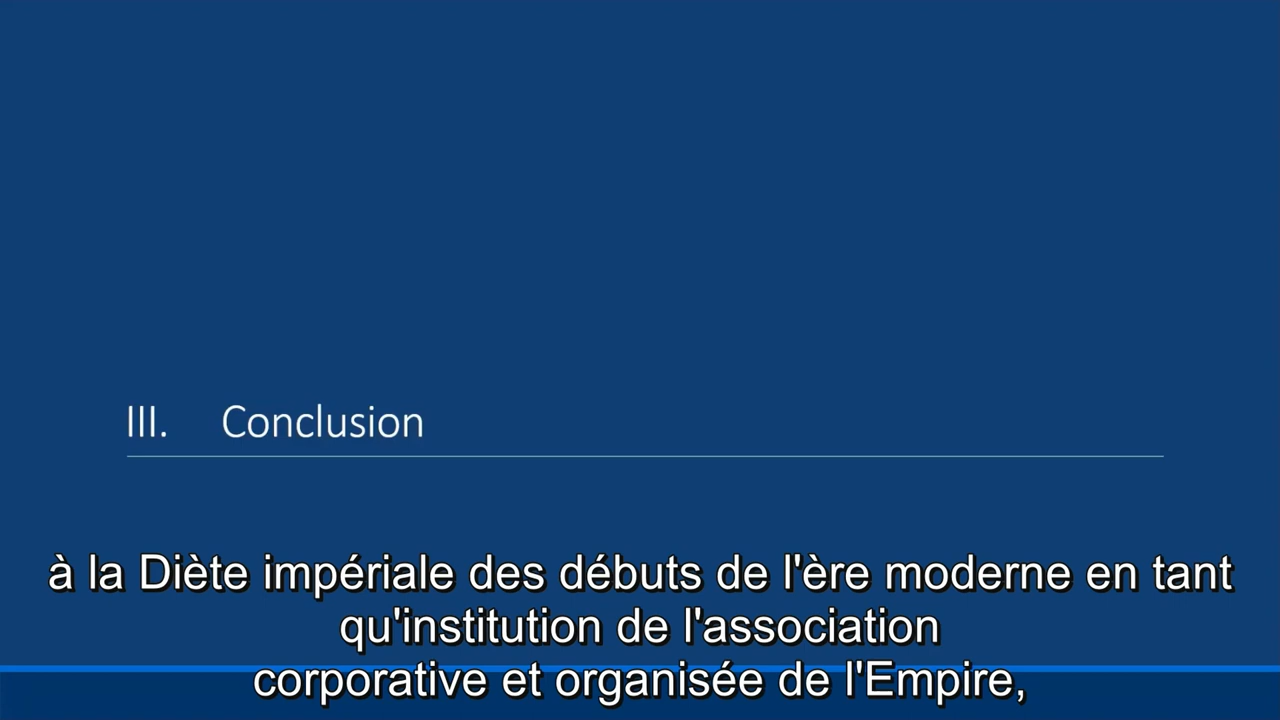 III. Conclusion
à la Diète impériale des débuts de l'ère moderne en tant
qu'institution de l'association
corporative et organisée de l'Empire,